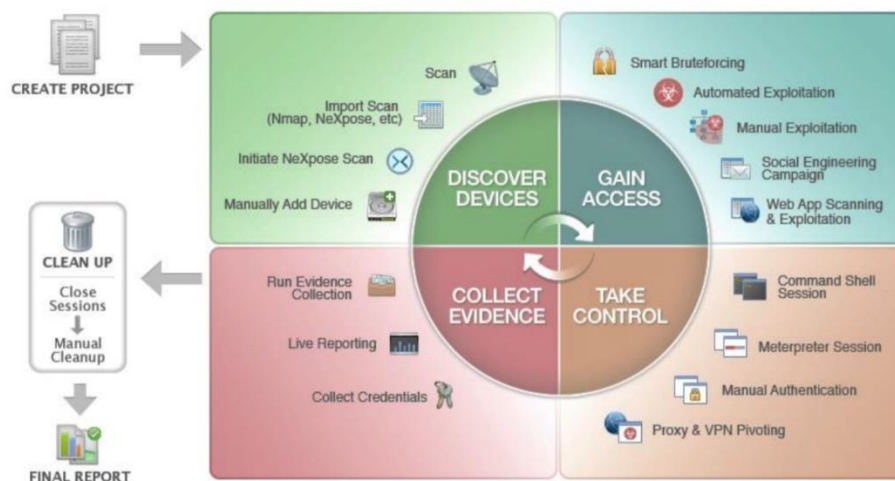 CREATE PROJECT
Scan
Import Scan
(Nmap, NeXpose, etc)
Initiate NeXpose Scan
Manually Add Device
DISCOVER
DEVICES
GAIN
ACCESS
Smart Bruteforcing
Automated Exploitation
Manual Exploitation
Social Engineering
Campaign
Web App Scanning
& Exploitation
CLEAN UP
Close
Sessions
Manual
Cleanup
FINAL REPORT
Run Evidence
Collection
Live Reporting
Collect Credentials
COLLECT
EVIDENCE
TAKE
CONTROL
Command Shell
Session
Meterpreter Session
Manual Authentication
Proxy & VPN Pivoting